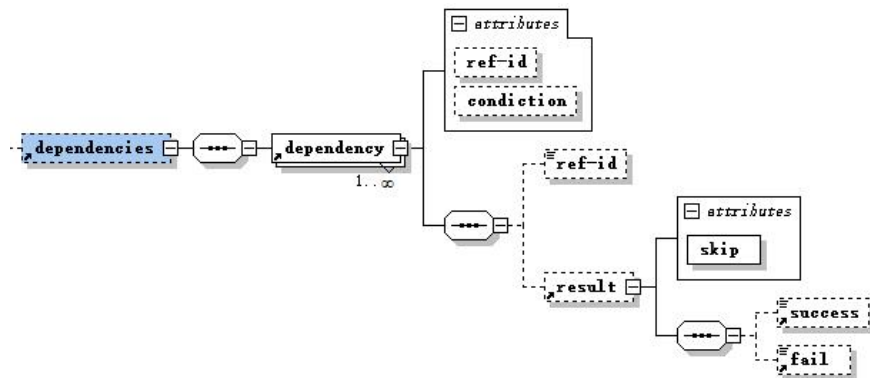 attributes
ref-id
condiction
dependencies
dependency
1..∞
ref-id
attributes
skip
result
success
fail